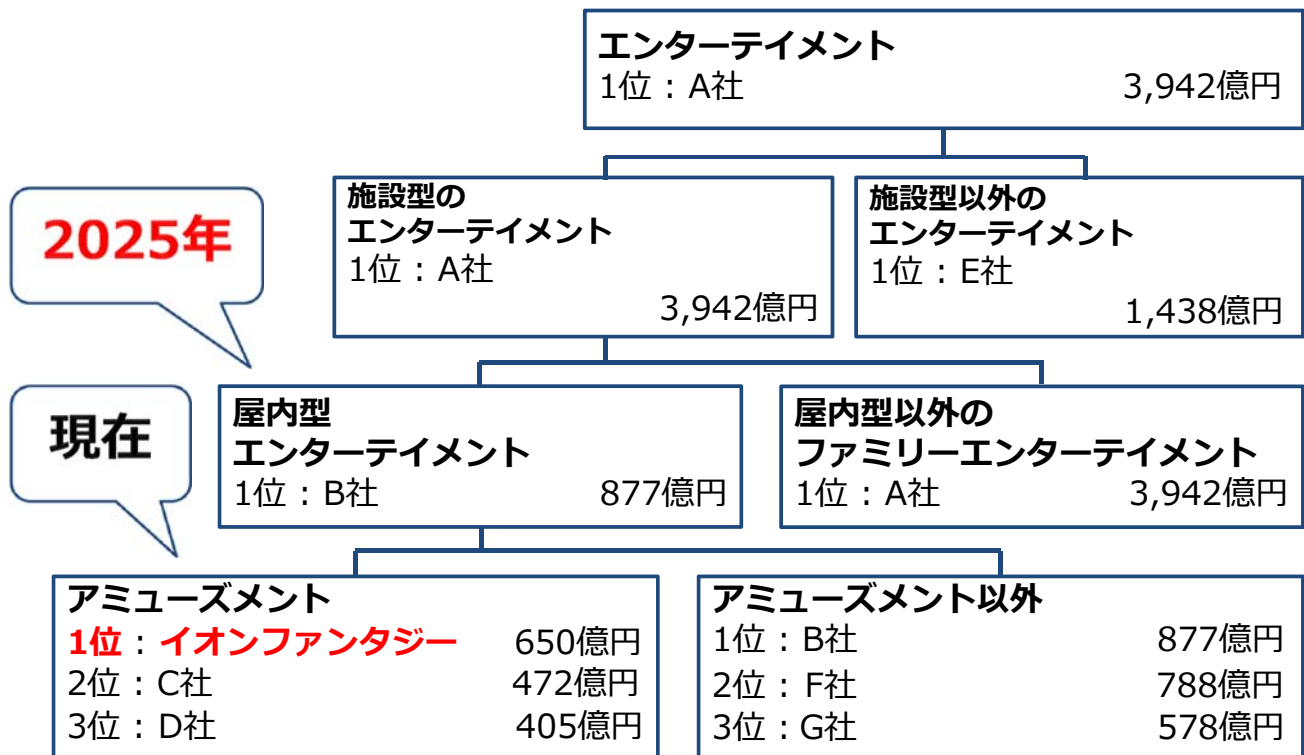 エンターテイメント
1位：A社 3,942億円
2025年
施設型の
エンターテイメント
1位：A社
3,942億円
施設型以外の
エンターテイメント
1位：E社
1,438億円
現在
屋内型
エンターテイメント
1位：B社 877億円
屋内型以外の
ファミリーエンターテイメント
1位：A社 3,942億円
アミューズメント
1位：イオンファンタジー 650億円
2位：C社 472億円
3位：D社 405億円
アミューズメント以外
1位：B社 877億円
2位：F社 788億円
3位：G社 578億円